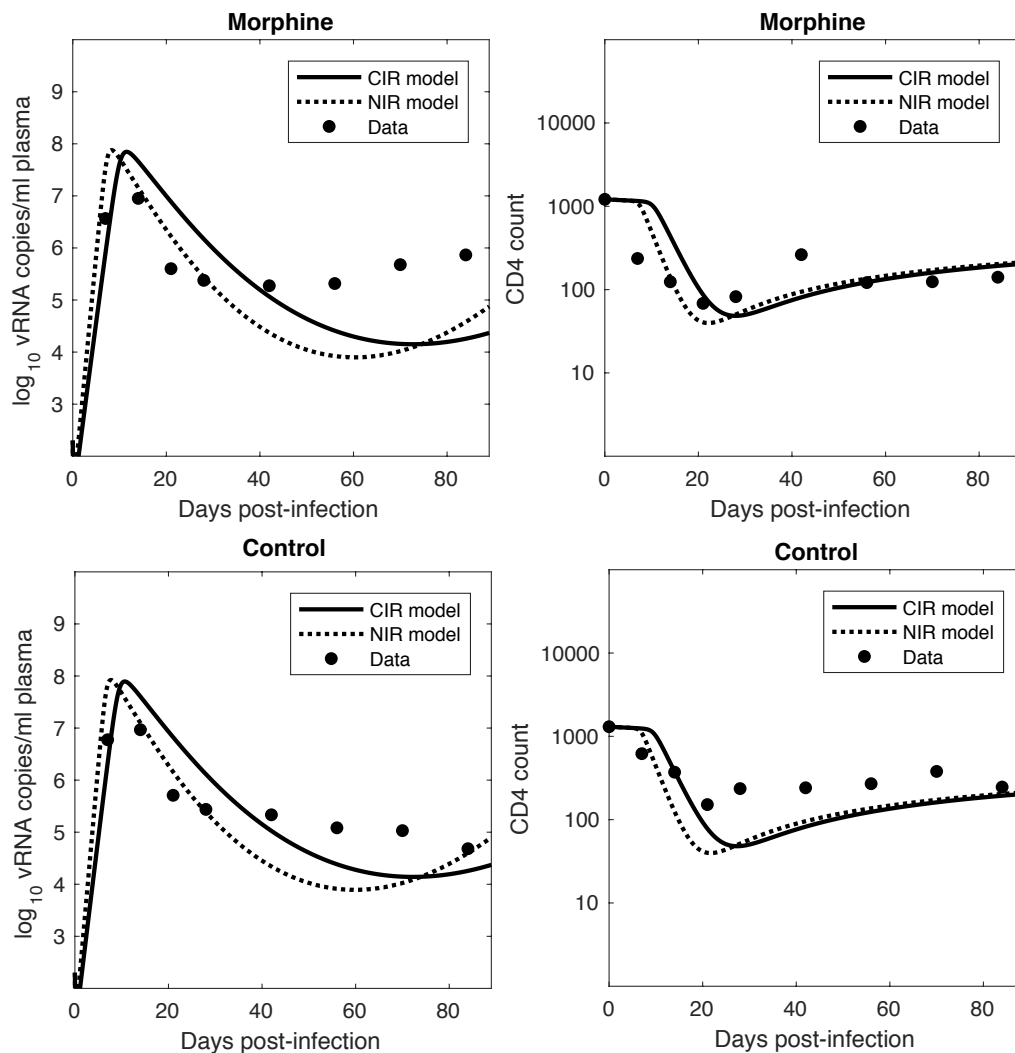 Morphine
log10 vRNA copies/ml plasma
9
8
7
6
5
4
3
CIR model
NIR model
Data
0 20 40 60 80
Days post-infection
Morphine
CD4 count
10000
1000
100
10
CIR model
NIR model
Data
0 20 40 60 80
Days post-infection
Control
log10 vRNA copies/ml plasma
9
8
7
6
5
4
3
CIR model
NIR model
Data
0 20 40 60 80
Days post-infection
Control
CD4 count
10000
1000
100
10
CIR model
NIR model
Data
0 20 40 60 80
Days post-infection